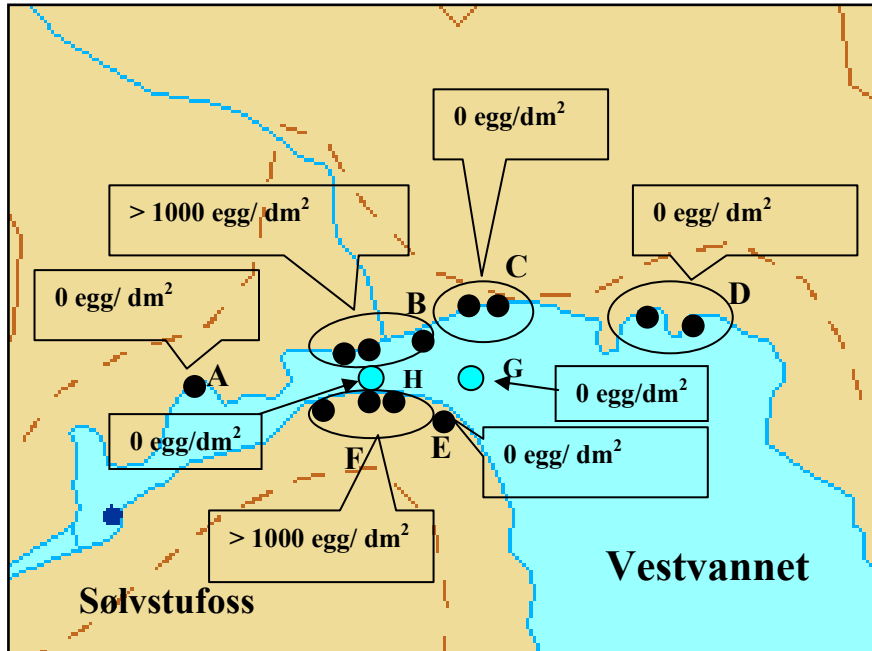 0 egg/dm²
> 1000 egg/ dm²
0 egg/ dm²
0 egg/ dm²
C
B
D
A
H
G
0 egg/dm²
0 egg/dm²
F
E
0 egg/ dm²
> 1000 egg/ dm²
Vestvannet
Sølvstufoss